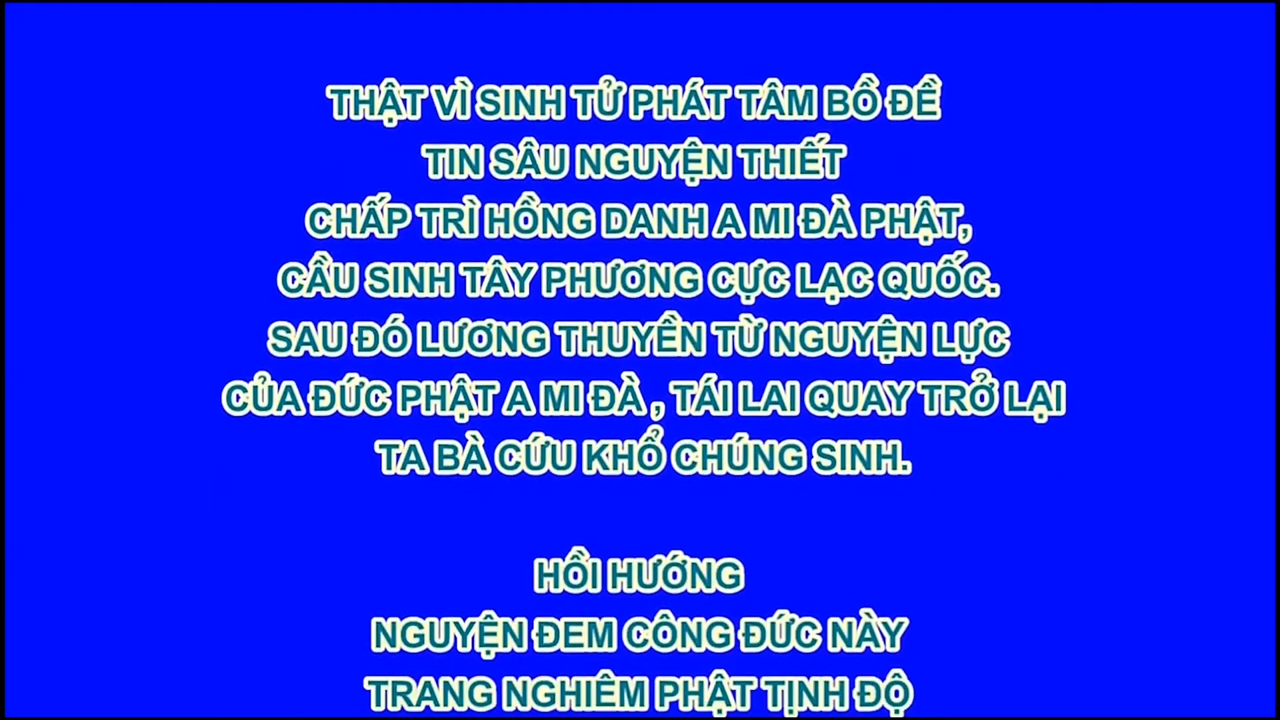 THẬT VÌ SINH TỬ PHÁT TÂM BỒ ĐỀ
TIN SÂU NGUYỆN THIẾT
CHẤP TRÌ HỒNG DANH A MI ĐÀ PHẬT,
CẦU SINH TÂY PHƯƠNG CỰC LẠC QUỐC.
SAU ĐÓ LƯƠNG THUYỀN TỪ NGUYỆN LỰC
CỦA ĐỨC PHẬT A MI ĐÀ , TÁI LAI QUAY TRỞ LẠI
TA BÀ CỨU KHỔ CHÚNG SINH.
HỒI HƯỚNG
NGUYỆN ĐEM CÔNG ĐỨC NÀY
TRANG NGHIÊM PHẬT TỊNH ĐỘ